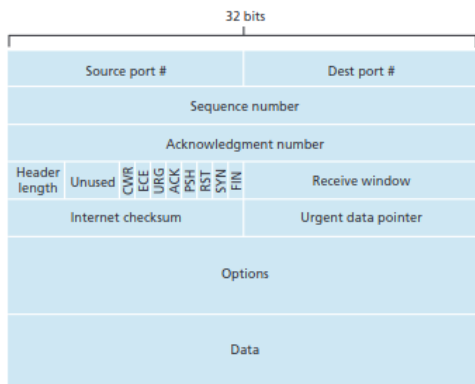 32 bits
Source port # Dest port #
Sequence number
Acknowledgment number
Header length Unused CWR ECE URG ACK PSH RST SYN FIN Receive window
Internet checksum Urgent data pointer
Options
Data